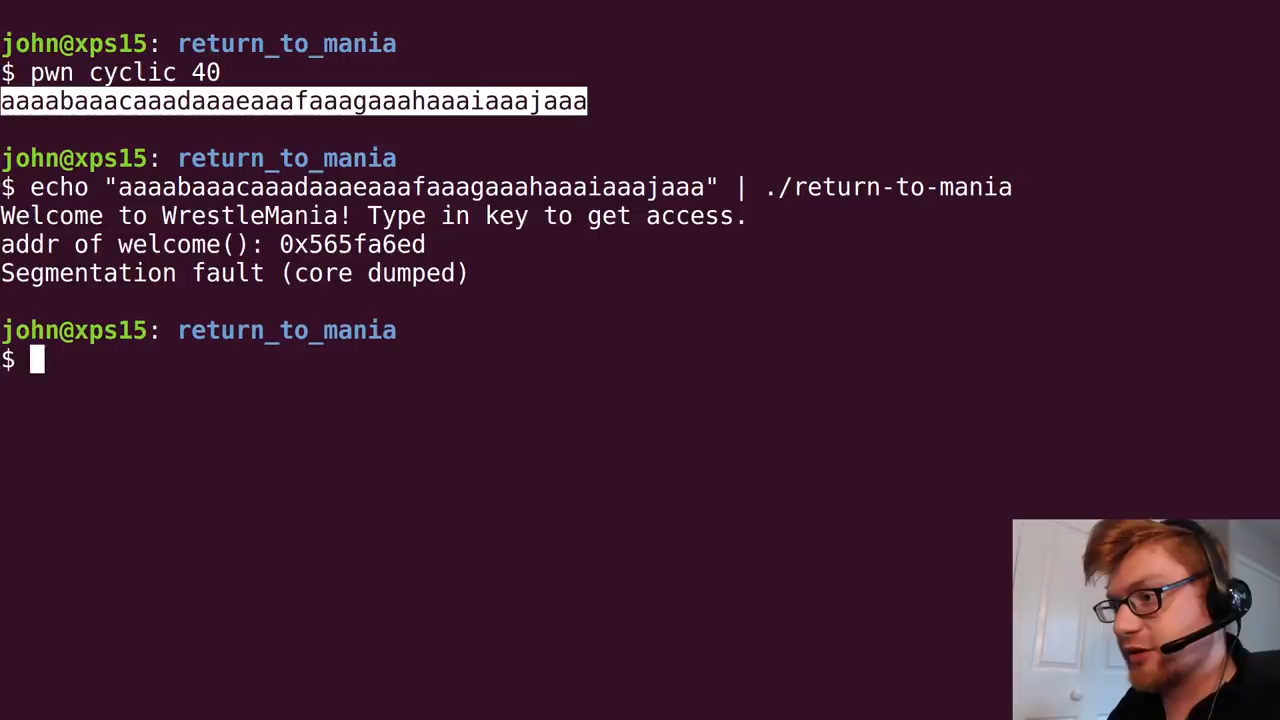 john@xps15: return_to_mania
$ pwn cyclic 40
aaaabaaacaaadaaaeaaafaaagaaahaaaiaaajaaa
john@xps15: return_to_mania
$ echo "aaaabaaacaaadaaaeaaafaaagaaahaaaiaaajaaa" | ./return-to-mania
Welcome to WrestleMania! Type in key to get access.
addr of welcome(): 0x565fa6ed
Segmentation fault (core dumped)
john@xps15: return_to_mania
$